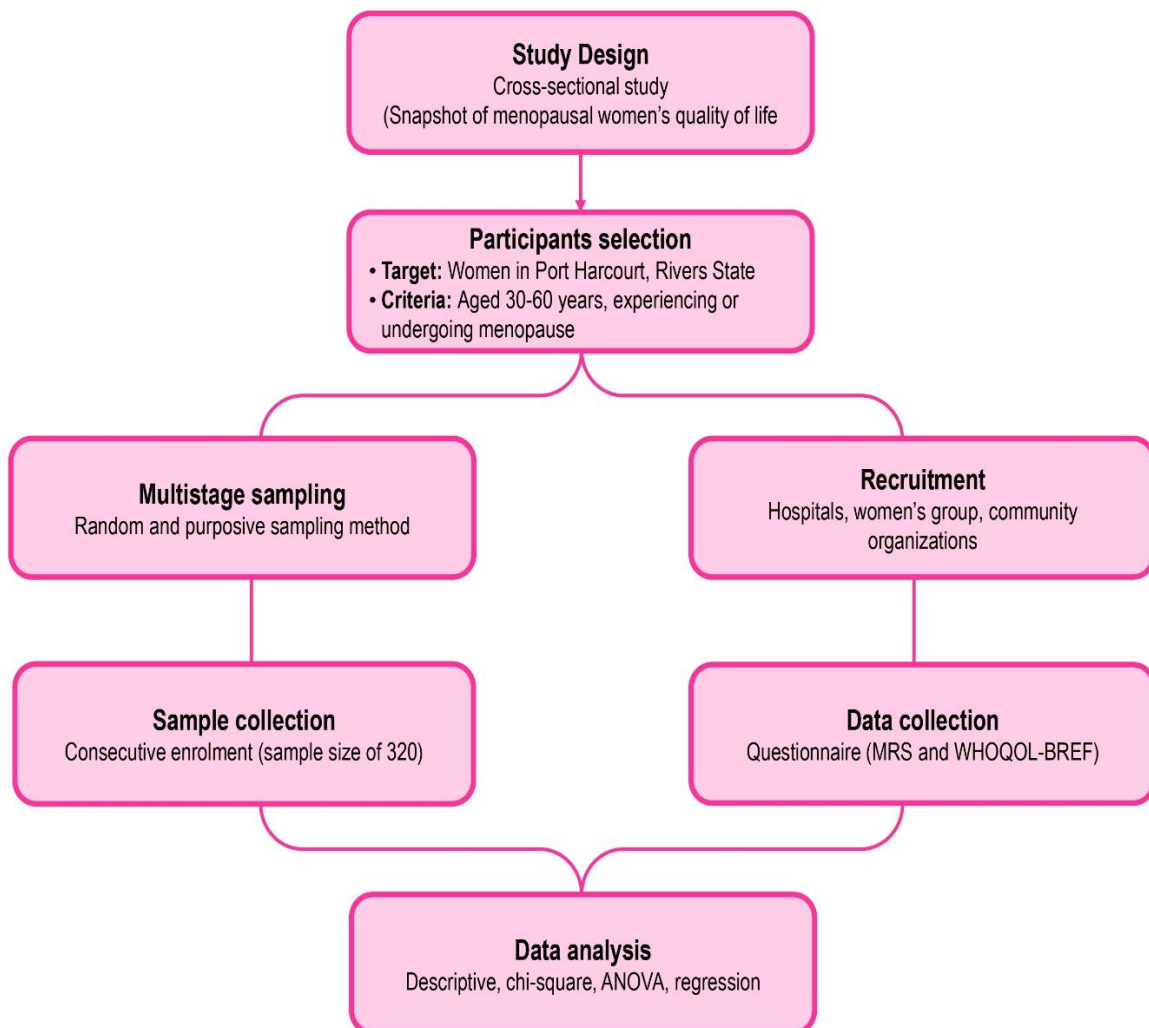 Study Design
Cross-sectional study
(Snapshot of menopausal women’s quality of life
Participants selection
• Target: Women in Port Harcourt, Rivers State
• Criteria: Aged 30-60 years, experiencing or
undergoing menopause
Multistage sampling
Random and purposive sampling method
Recruitment
Hospitals, women’s group, community
organizations
Sample collection
Consecutive enrolment (sample size of 320)
Data collection
Questionnaire (MRS and WHOQOL-BREF)
Data analysis
Descriptive, chi-square, ANOVA, regression